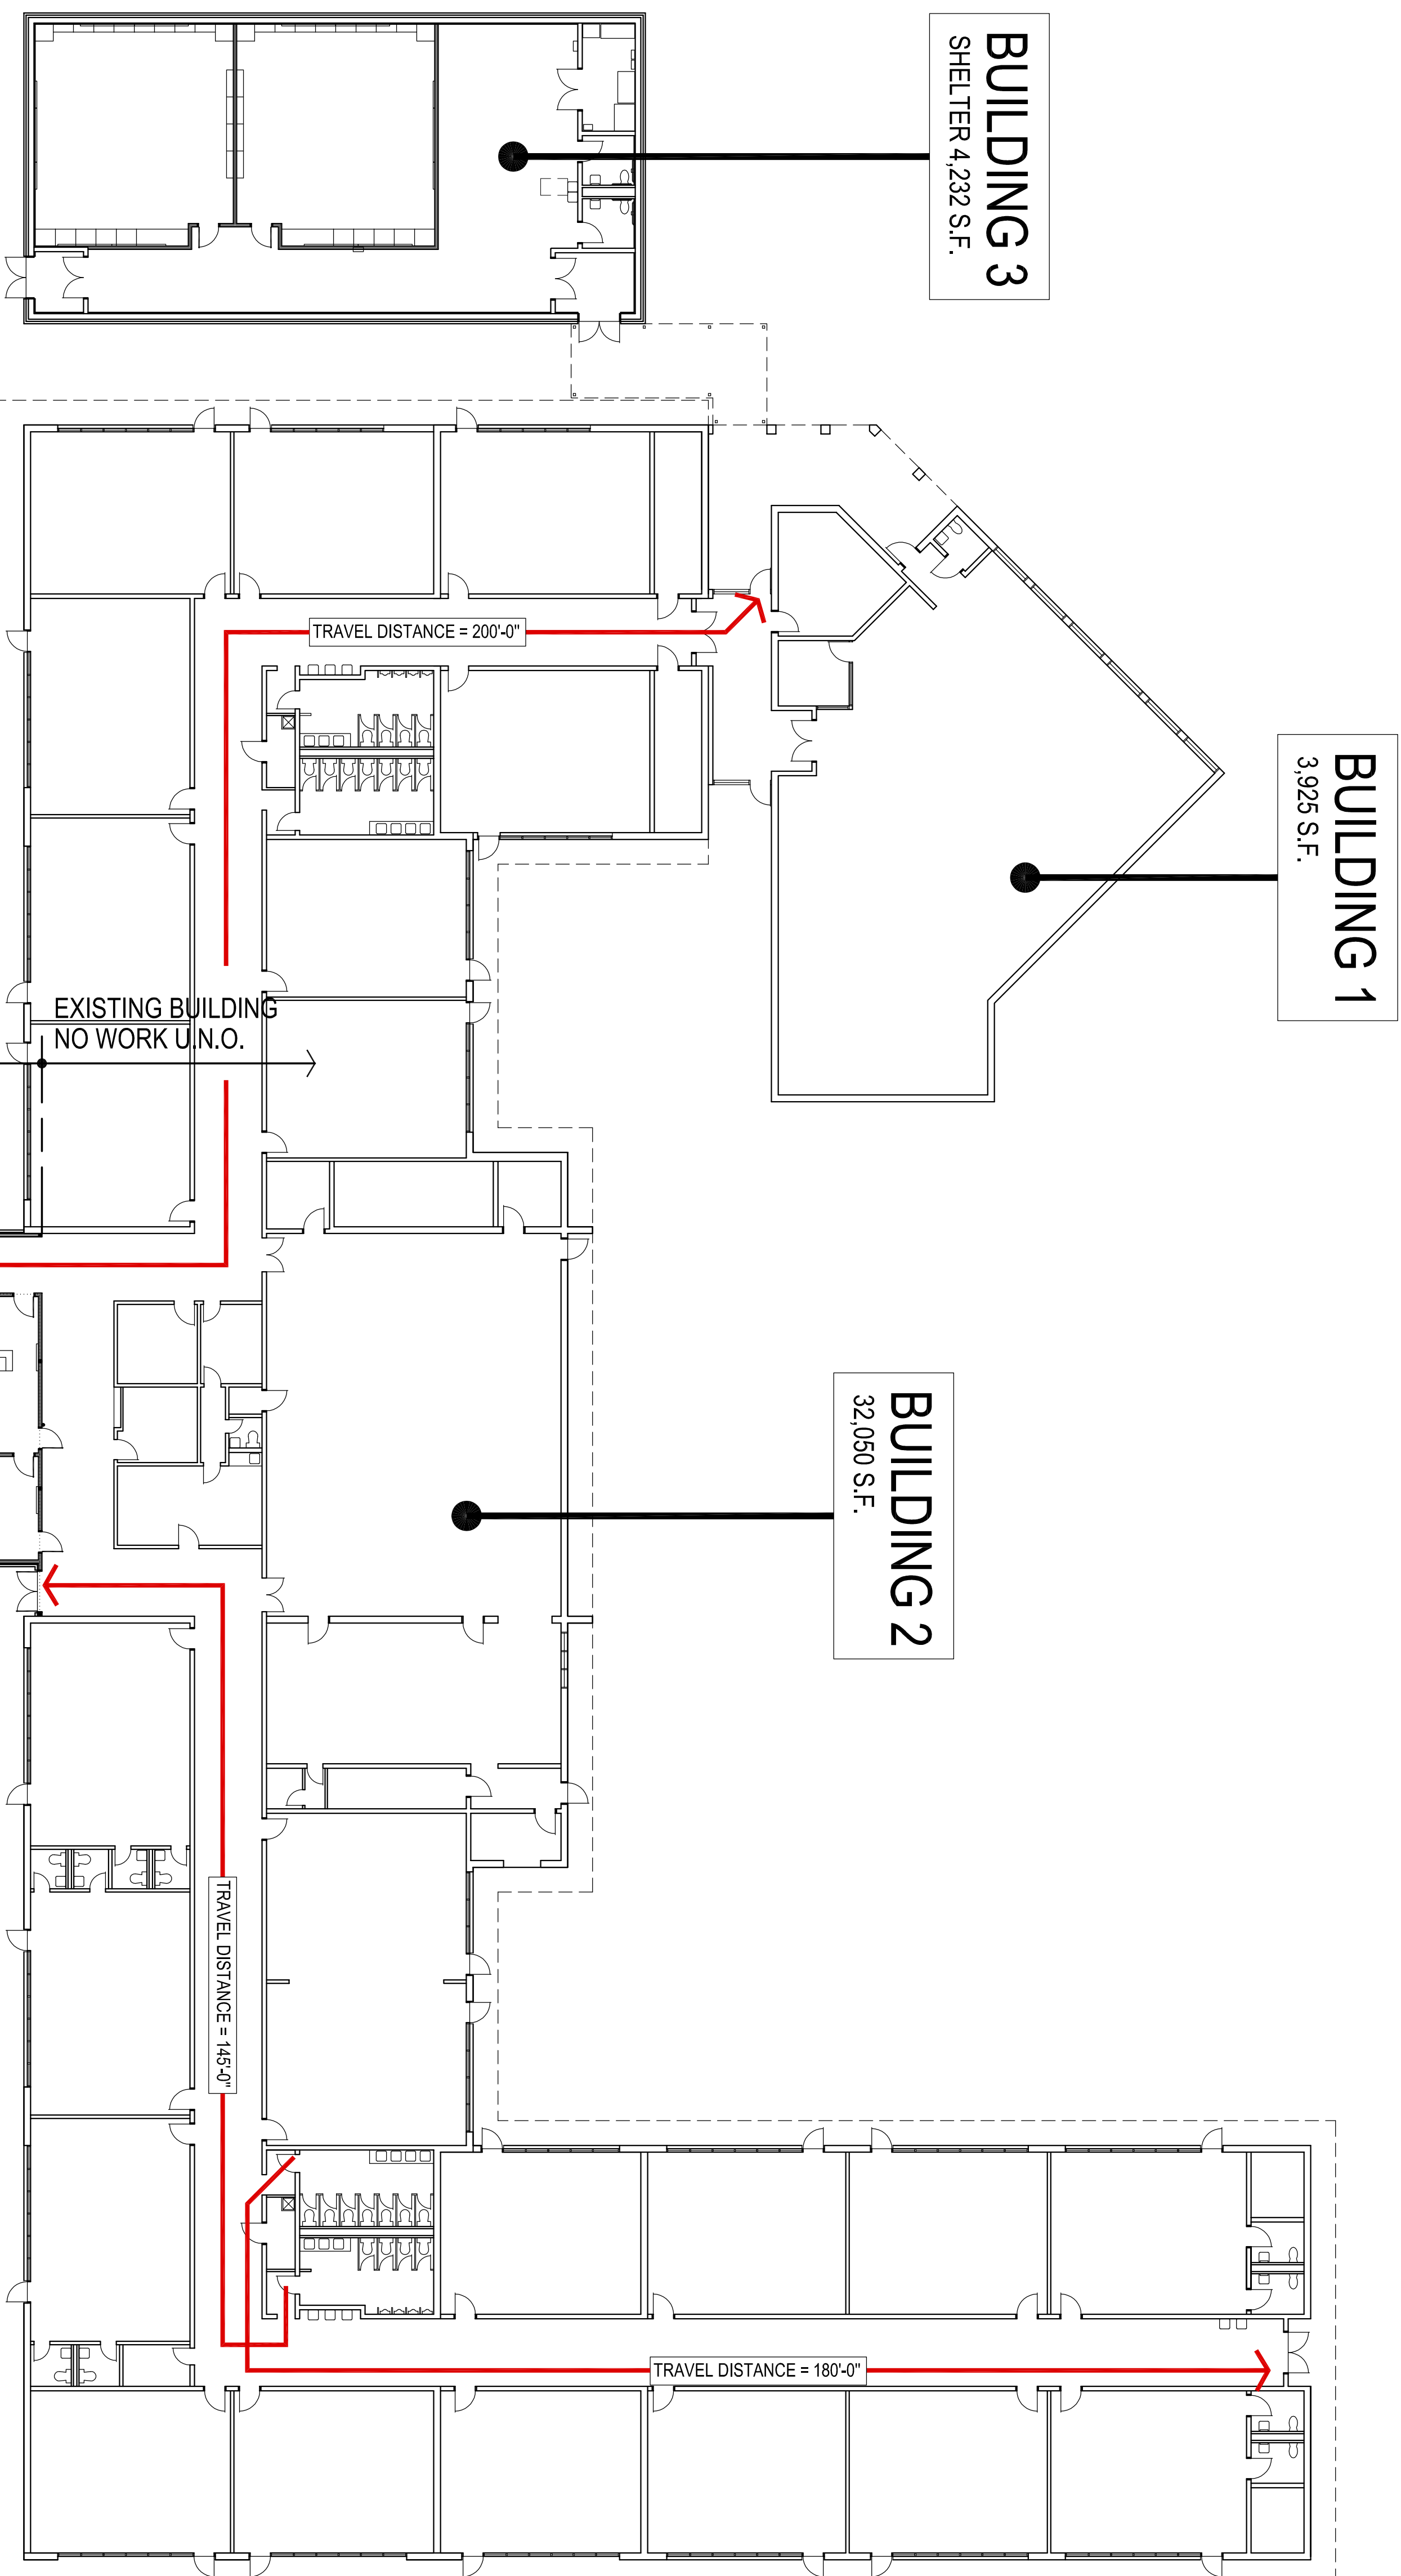 BUILDING 3
SHELTER 4,232 S.F.
BUILDING 1
3,925 S.F.
TRAVEL DISTANCE = 200'-0"
EXISTING BUILDING
NO WORK U.N.O.
BUILDING 2
32,050 S.F.
TRAVEL DISTANCE = 145'-0"
TRAVEL DISTANCE = 180'-0"